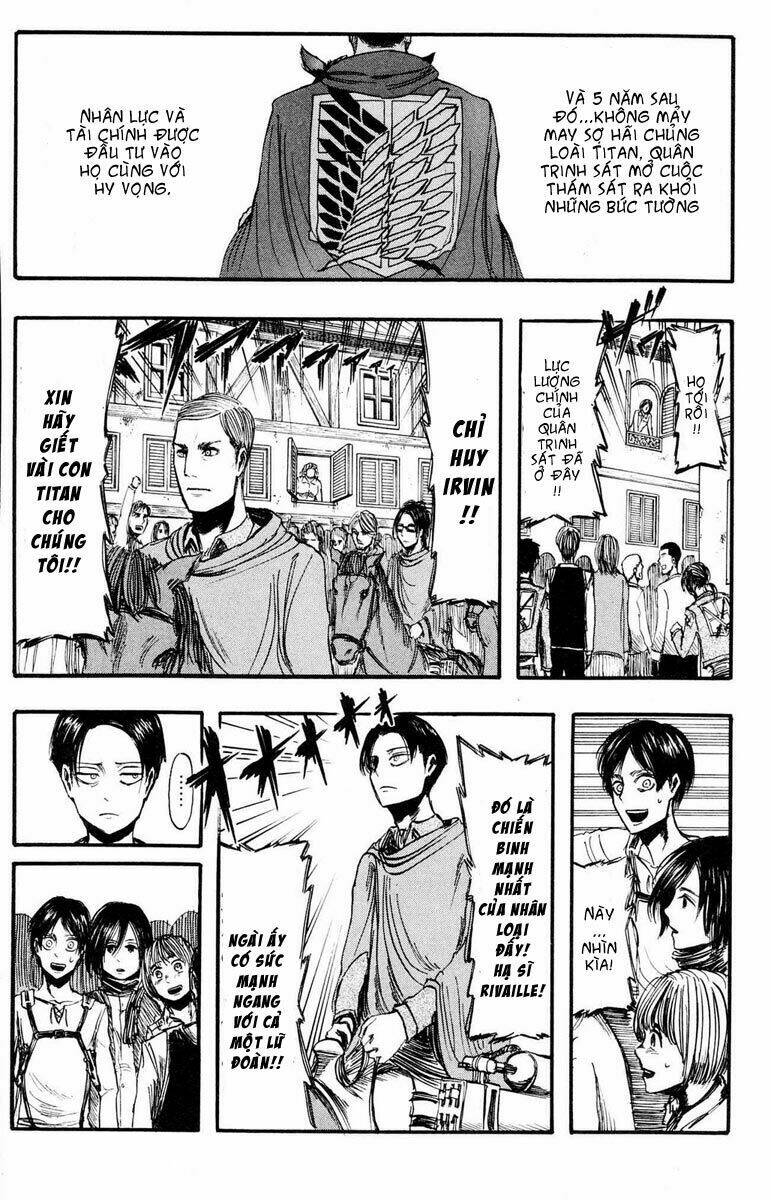 VÀ 5 NĂM SAU
ĐÓ...KHÔNG MẢY
MAY SỢ HÃI CHỦNG
LOÀI TITAN, QUÂN
TRINH SÁT MỞ CUỘC
THÁM SÁT RA KHỎI
NHỮNG BỨC TƯỜNG
NHÂN LỰC VÀ
TÀI CHÍNH ĐƯỢC
ĐẦU TƯ VÀO
HỌ CÙNG VỚI
HY VỌNG.
HỌ
TỚI
RỒI
!!
LỰC
LƯỢNG
CHÍNH
CỦA
QUÂN
TRINH
SÁT ĐÃ
Ở ĐÂY
!!
CHỈ
HUY
IRVIN
!!
XIN
HÃY
GIẾT
VÀI CON
TITAN
CHO
CHÚNG
TÔI!!
NÀY
...
NHÌN
KÌA!
ĐÓ LÀ
CHIẾN
BINH
MẠNH
NHẤT
CỦA NHÂN
LOẠI
ĐẤY!
HẠ SĨ
RIVAILLE!
NGÀI ẤY
CÓ SỨC
MẠNH
NGANG
VỚI CẢ
MỘT LỮ
ĐOÀN!!
......